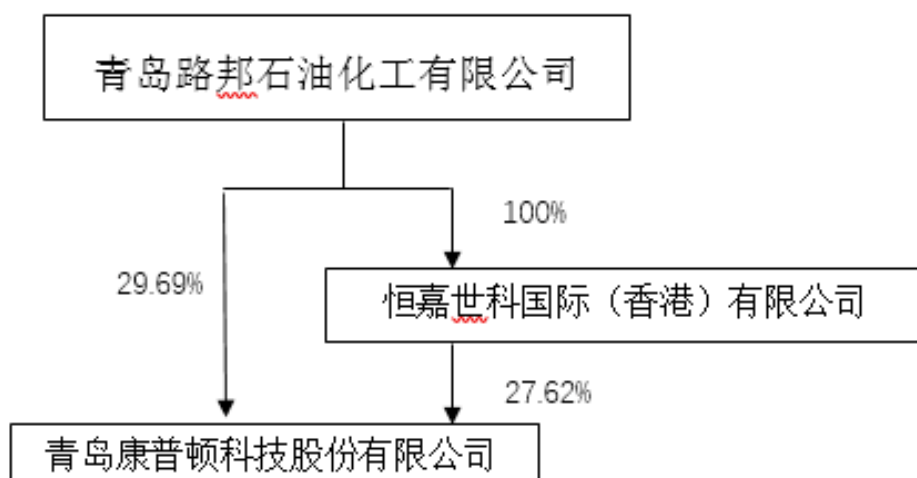 青岛路邦石油化工有限公司
100%
29.69%
恒嘉世科国际（香港）有限公司
27.62%
青岛康普顿科技股份有限公司